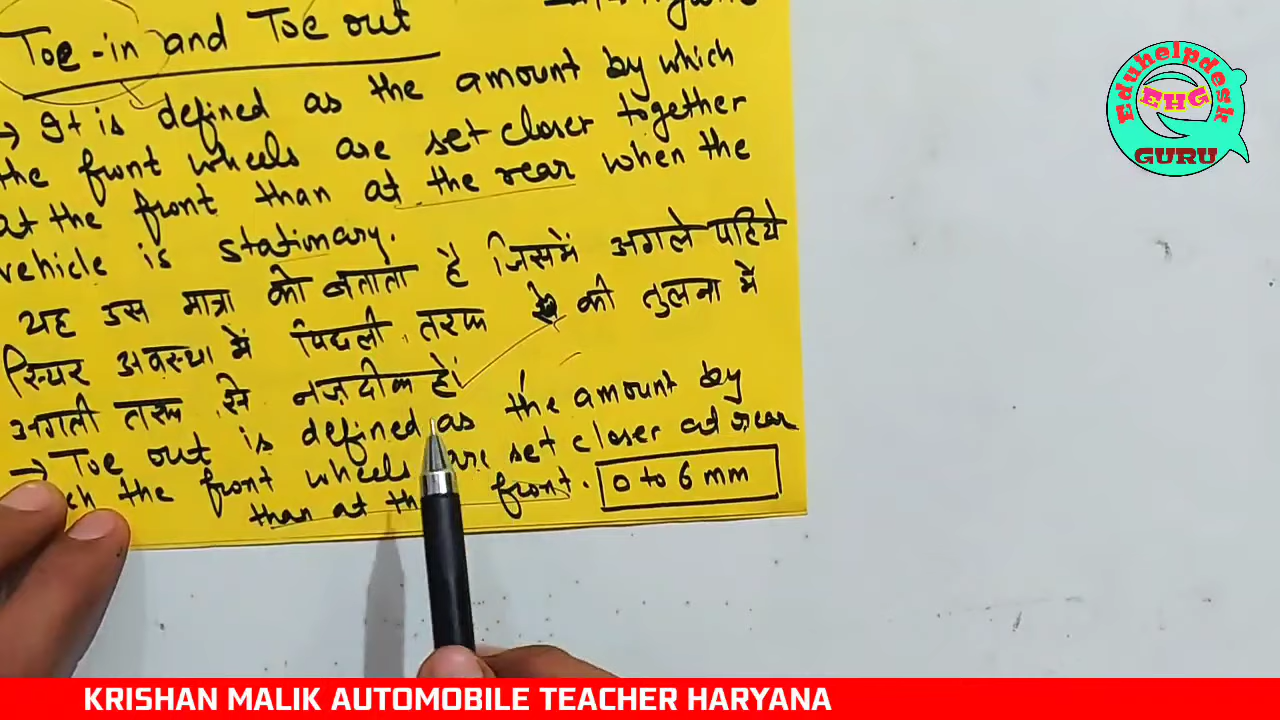 Toe-in and Toe out
→ It is defined as the amount by which
the front wheels are set closer together
at the front than at the rear when the
vehicle is stationary.
यह उस मात्रा को बताता है जिसमें अगले पहिये
स्थिर अवस्था में पिछली तरफ की तुलना में
अगली तरफ से नज़दीक हों
→ Toe out is defined as the amount by
the front wheels are set closer at rear
than at the front. 0 to 6 mm
Eduhelpdesk
EHG
GURU
KRISHAN MALIK AUTOMOBILE TEACHER HARYANA